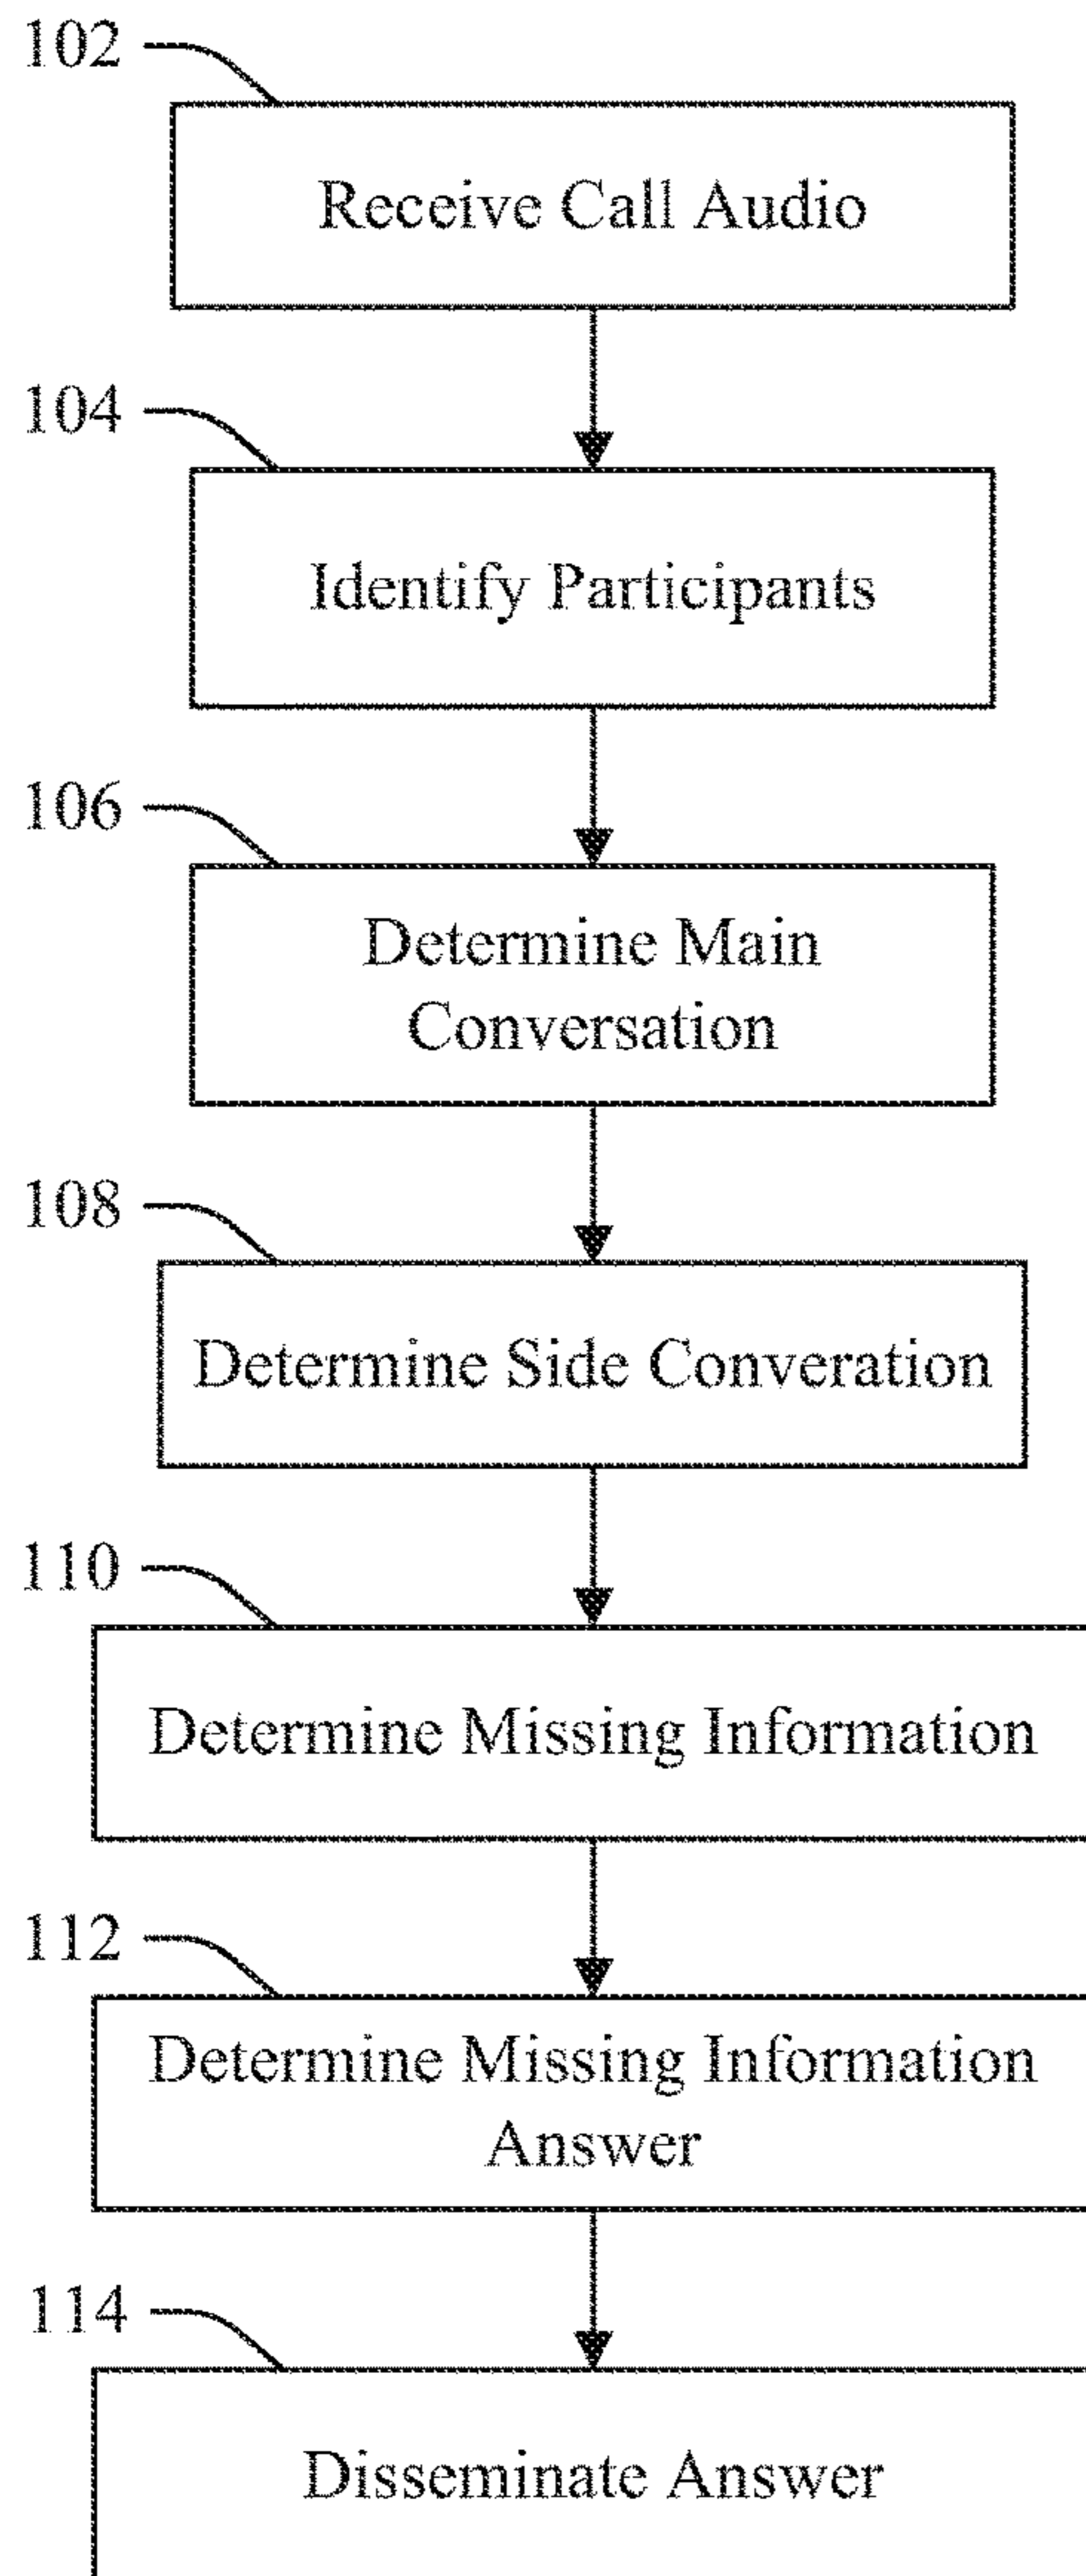 102
Receive Call Audio
104
Identify Participants
106
Determine Main
Conversation
108
Determine Side Converation
110
Determine Missing Information
112
Determine Missing Information
Answer
114
Disseminate Answer